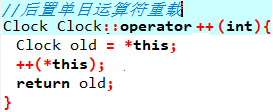 //后置单目运算符重载
Clock Clock::operator ++(int){
  Clock old = *this;
  ++(*this);
  return old;
}